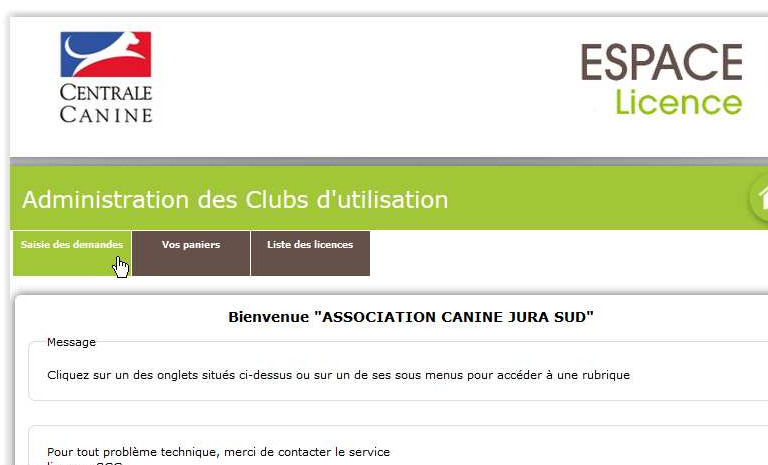 CENTRALE
CANINE
ESPACE
Licence
Administration des Clubs d'utilisation
Saisie des demandes
Vos paniers
Liste des licences
Bienvenue "ASSOCIATION CANINE JURA SUD"
Message
Cliquez sur un des onglets situés ci-dessus ou sur un de ses sous menus pour accéder à une rubrique
Pour tout problème technique, merci de contacter le service